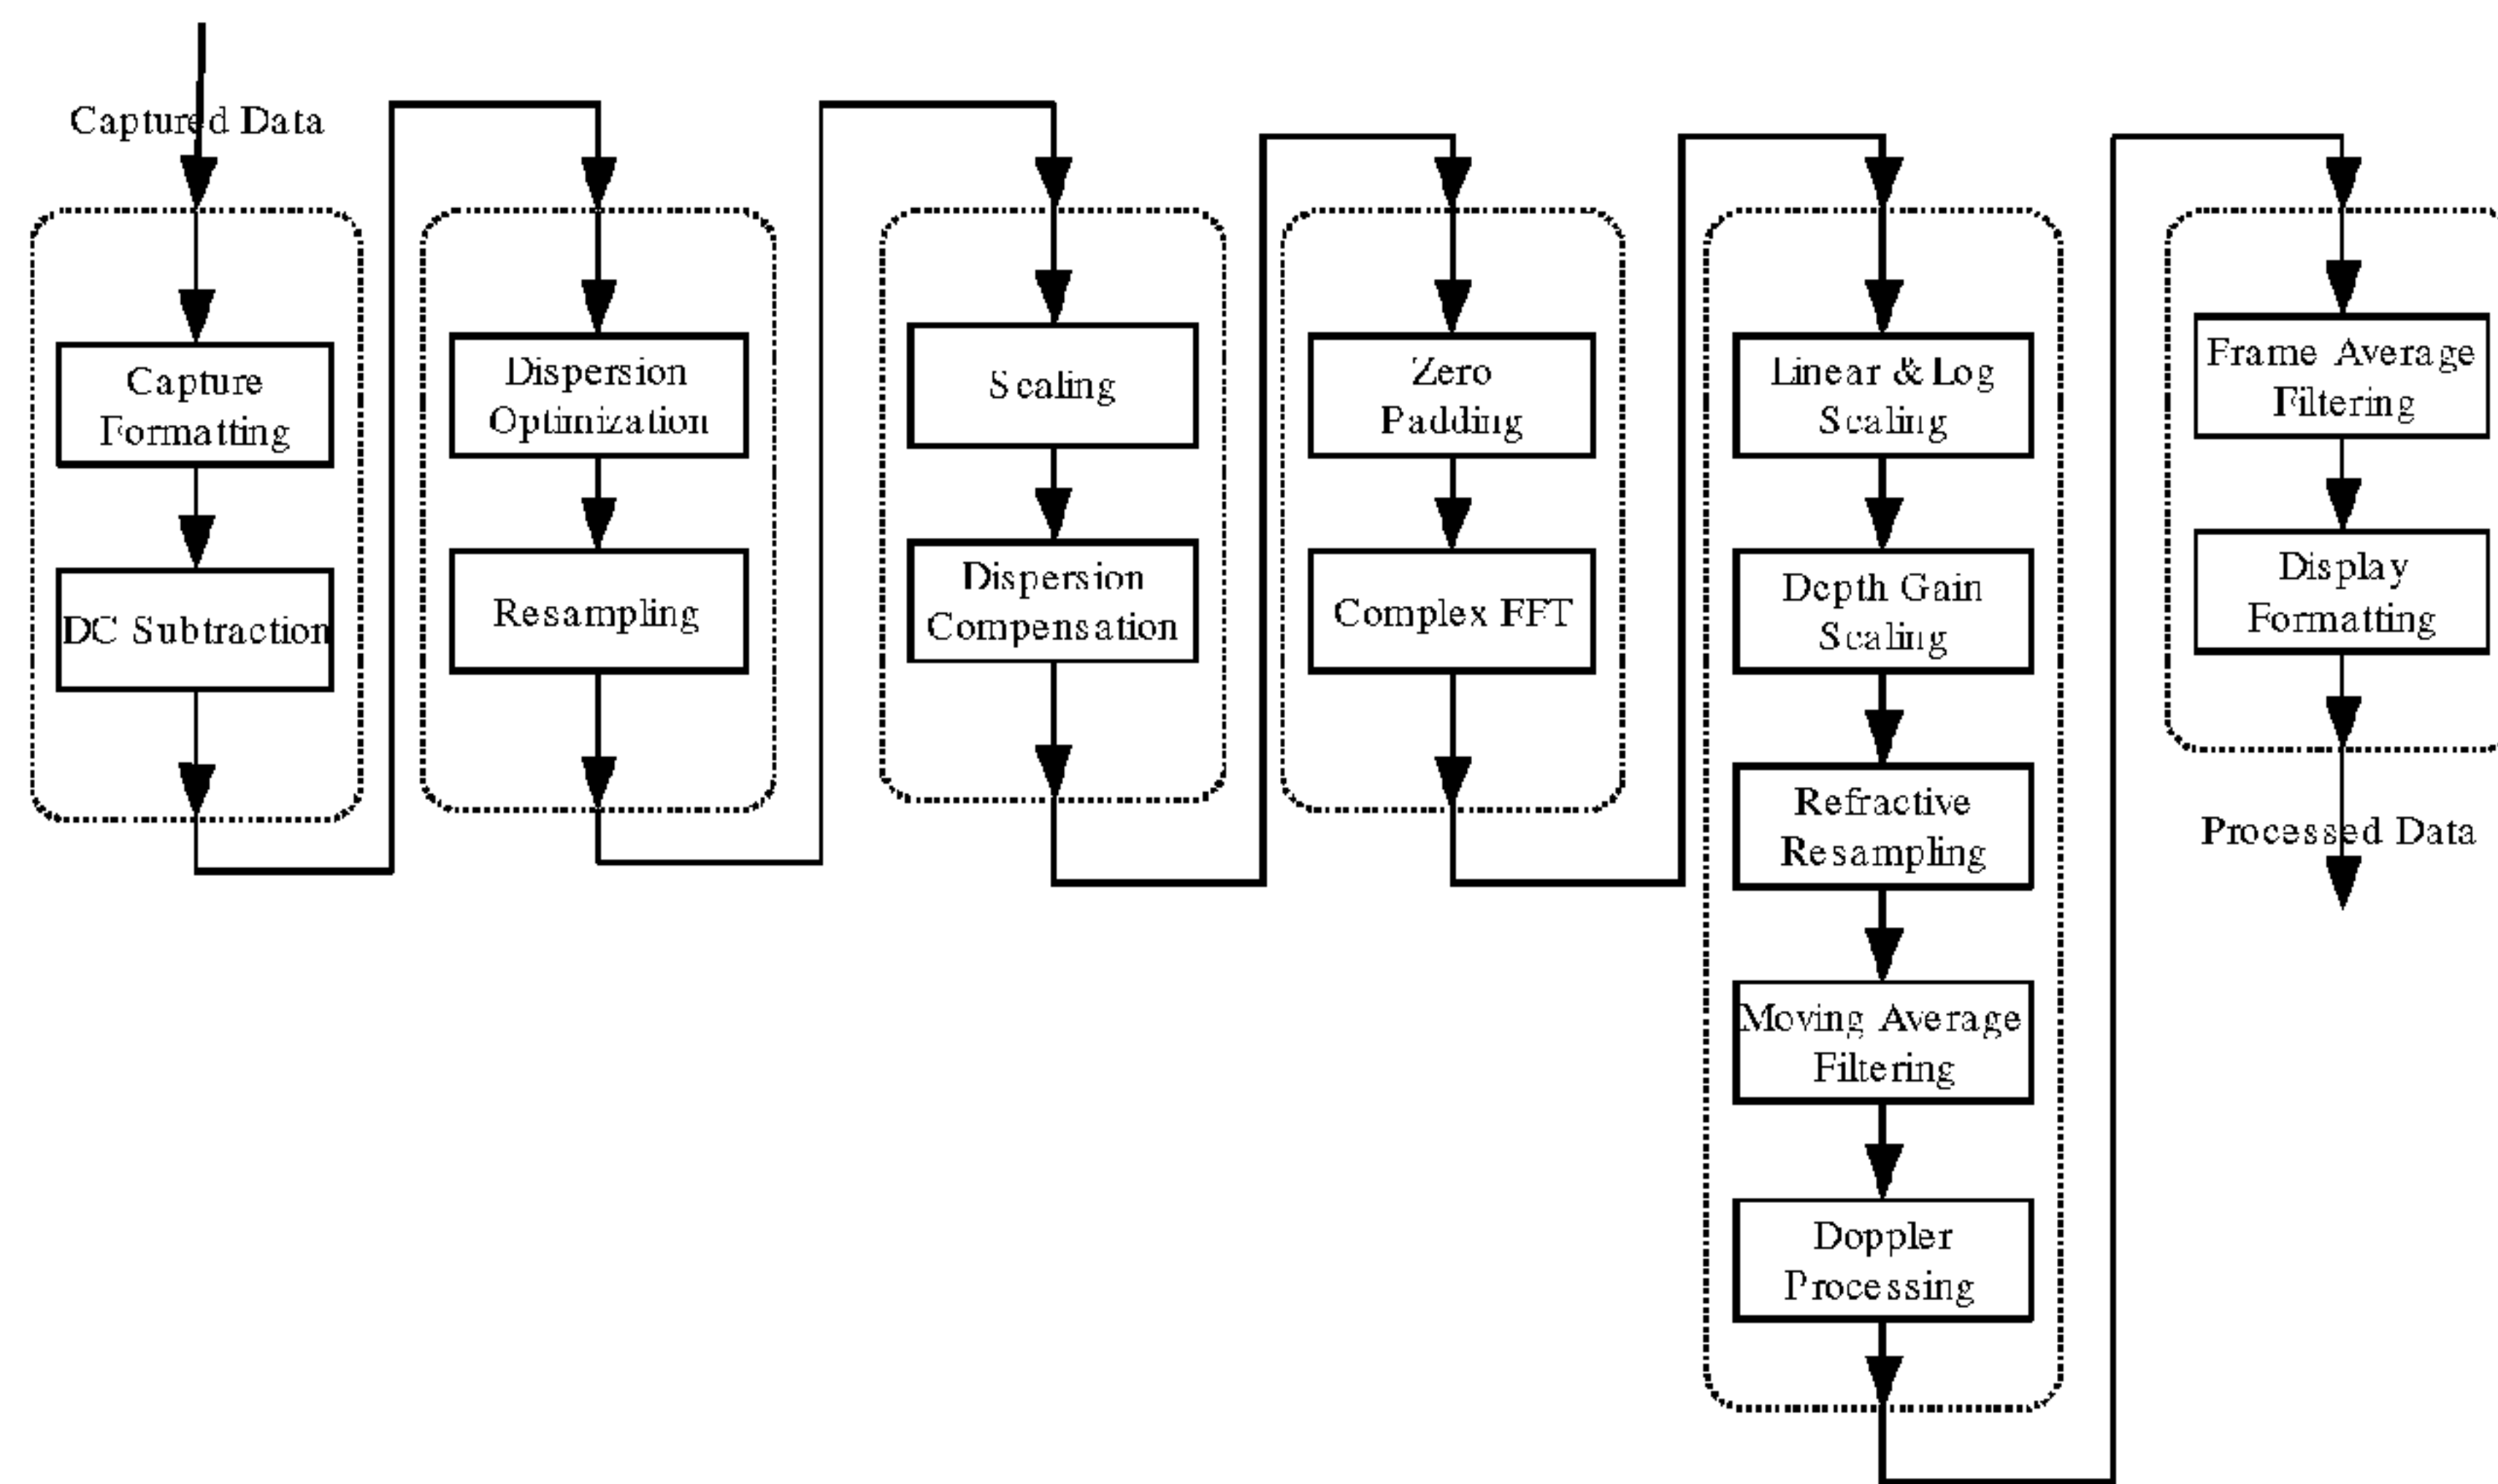 Captured Data
Capture
Formatting
DC Subtraction
Dispersion
Optimization
Resampling
Scaling
Dispersion
Compensation
Zero
Padding
Complex FFT
Linear & Log
Scaling
Depth Gain
Scaling
Refractive
Resampling
Moving Average
Filtering
Doppler
Processing
Frame Average
Filtering
Display
Formatting
Processed Data